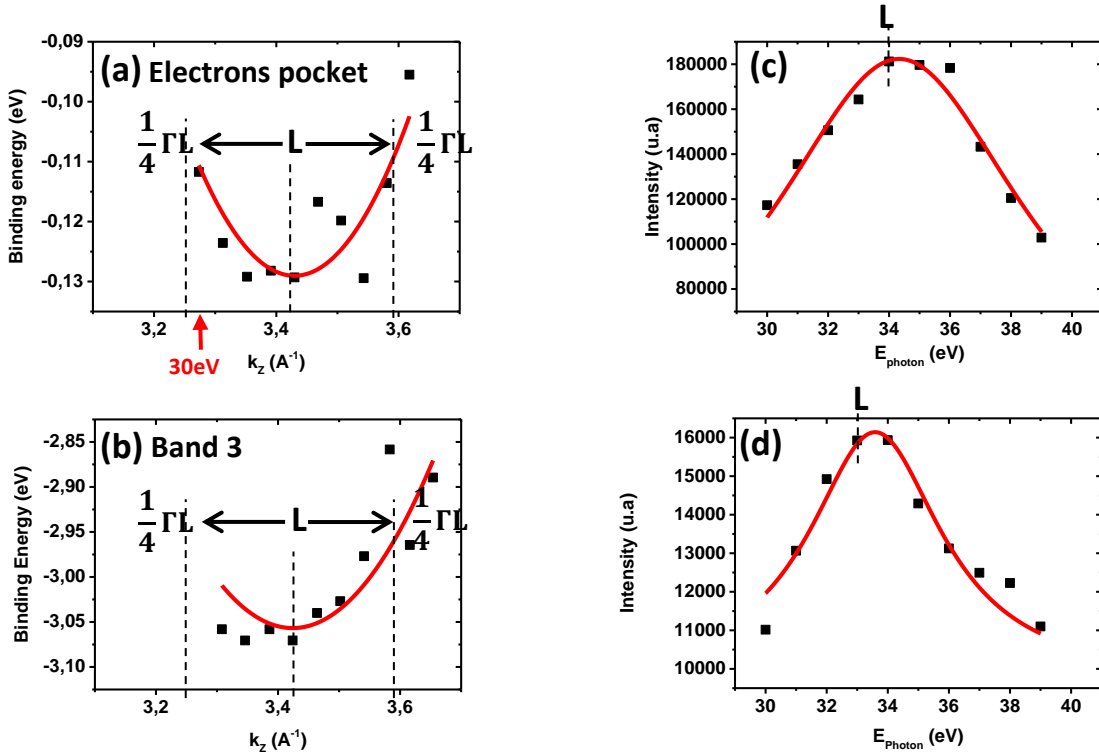 (a) Electrons pocket
Binding energy (eV)
-0,09
-0,10
-0,11
-0,12
-0,13
1/4 ΓL
L
1/4 ΓL
3,2
3,4
3,6
30eV
kz (A-1)
(c)
L
Intensity (u.a)
180000
160000
140000
120000
100000
80000
30
32
34
36
38
40
Ephoton (eV)
(b) Band 3
Binding Energy (eV)
-2,85
-2,90
-2,95
-3,00
-3,05
-3,10
1/4 ΓL
L
1/4 ΓL
3,2
3,4
3,6
kz (A-1)
(d)
L
Intensity (u.a)
16000
15000
14000
13000
12000
11000
10000
30
32
34
36
38
40
EPhoton (eV)